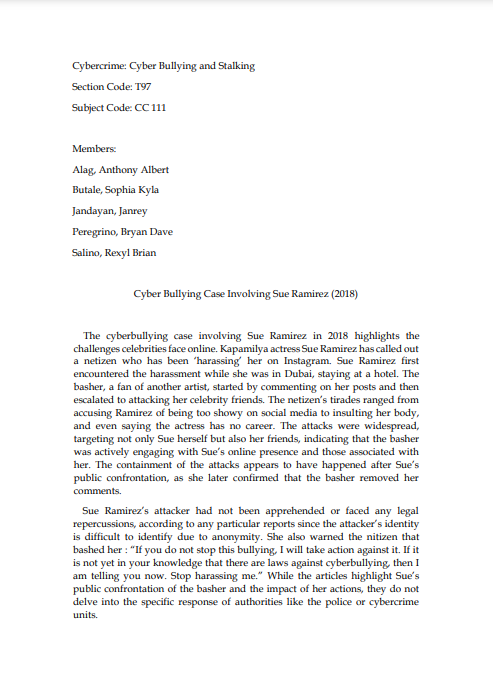 Cybercrime: Cyber Bullying and Stalking
Section Code: T97
Subject Code: CC 111
Members:
Alag, Anthony Albert
Butale, Sophia Kyla
Jandayan, Janrey
Peregrino, Bryan Dave
Salino, Rexyl Brian
Cyber Bullying Case Involving Sue Ramirez (2018)
The cyberbullying case involving Sue Ramirez in 2018 highlights the
challenges celebrities face online. Kapamilya actress Sue Ramirez has called out
a netizen who has been ‘harassing’ her on Instagram. Sue Ramirez first
encountered the harassment while she was in Dubai, staying at a hotel. The
basher, a fan of another artist, started by commenting on her posts and then
escalated to attacking her celebrity friends. The netizen’s tirades ranged from
accusing Ramirez of being too showy on social media to insulting her body,
and even saying the actress has no career. The attacks were widespread,
targeting not only Sue herself but also her friends, indicating that the basher
was actively engaging with Sue’s online presence and those associated with
her. The containment of the attacks appears to have happened after Sue’s
public confrontation, as she later confirmed that the basher removed her
comments.
Sue Ramirez’s attacker had not been apprehended or faced any legal
repercussions, according to any particular reports since the attacker’s identity
is difficult to identify due to anonymity. She also warned the nitizen that
bashed her : “If you do not stop this bullying, I will take action against it. If it
is not yet in your knowledge that there are laws against cyberbullying, then I
am telling you now. Stop harassing me.” While the articles highlight Sue’s
public confrontation of the basher and the impact of her actions, they do not
delve into the specific response of authorities like the police or cybercrime
units.